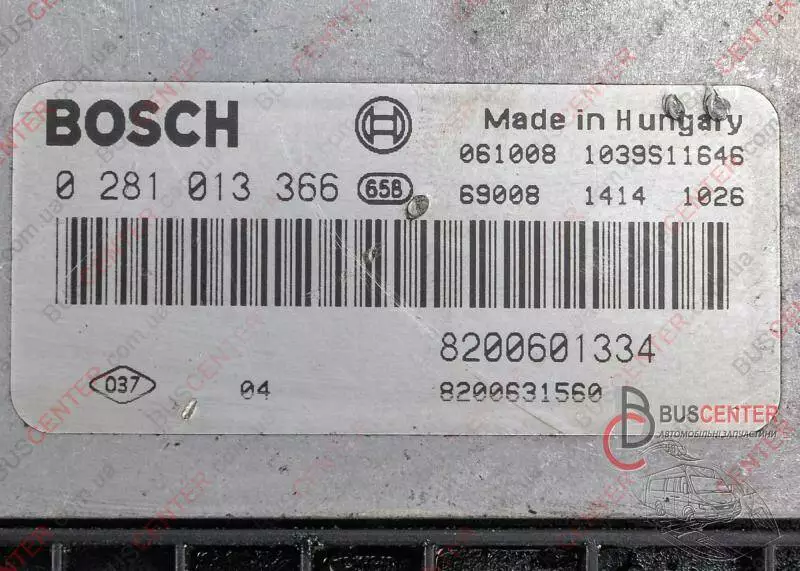 BOSCH
Made in Hungary
061008 1039S11646
0 281 013 366 658
69008 1414 1026
8200601334
037 04 8200631560
BUSCENTER
АВТОМОБІЛЬНІ ЗАПЧАСТИНИ